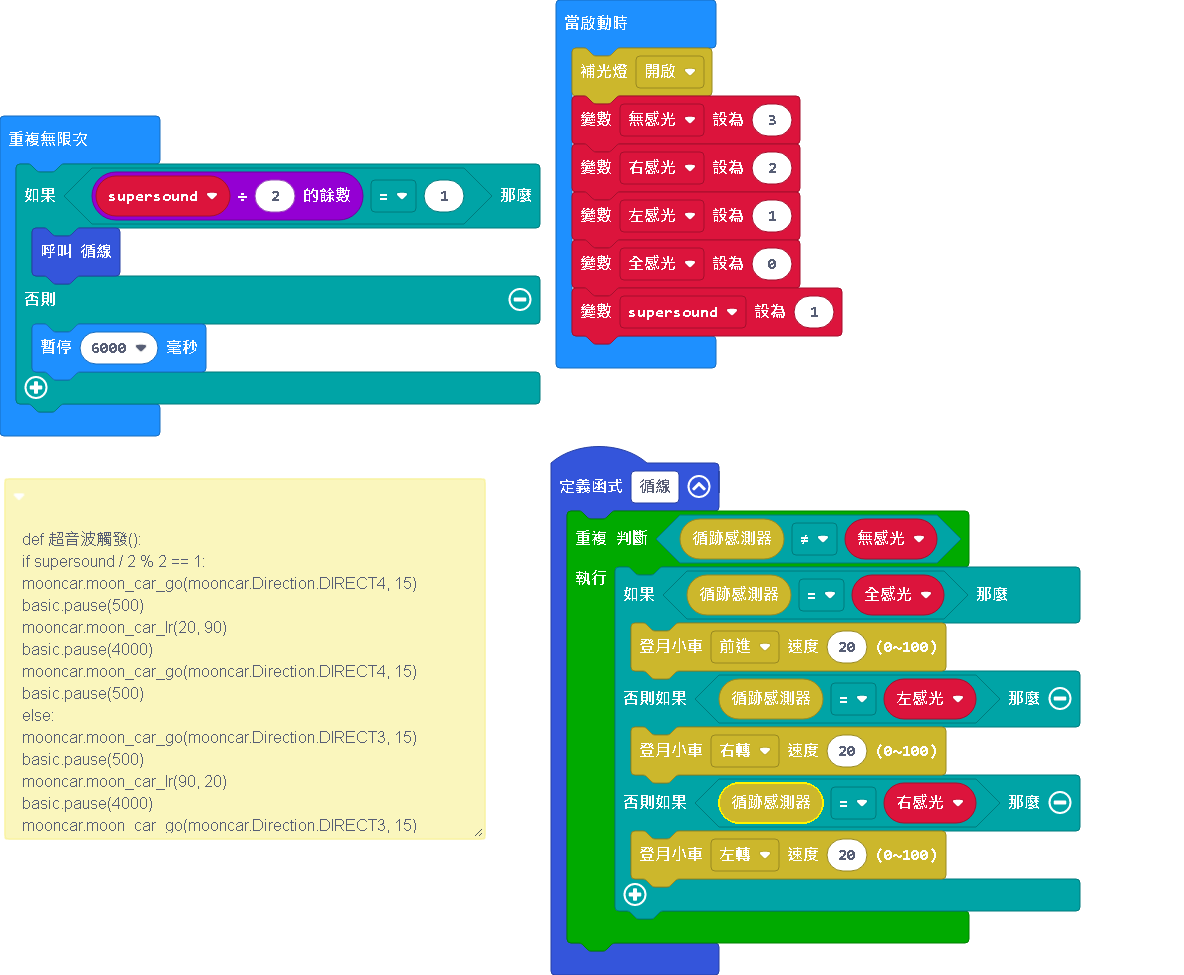 當啟動時
補光燈 開啟
變數 無感光 設為 3
變數 右感光 設為 2
變數 左感光 設為 1
變數 全感光 設為 0
變數 supersound 設為 1
重複無限次
如果 supersound ÷ 2 的餘數 = 1 那麼
呼叫 循線
否則
暫停 6000 毫秒
def 超音波觸發():
if supersound / 2 % 2 == 1:
mooncar.moon_car_go(mooncar.Direction.DIRECT4, 15)
basic.pause(500)
mooncar.moon_car_lr(20, 90)
basic.pause(4000)
mooncar.moon_car_go(mooncar.Direction.DIRECT4, 15)
basic.pause(500)
else:
mooncar.moon_car_go(mooncar.Direction.DIRECT3, 15)
basic.pause(500)
mooncar.moon_car_lr(90, 20)
basic.pause(4000)
mooncar.moon_car_go(mooncar.Direction.DIRECT3, 15)
定義函式 循線
重複 判斷 循跡感測器 ≠ 無感光
執行
如果 循跡感測器 = 全感光 那麼
登月小車 前進 速度 20 (0~100)
否則如果 循跡感測器 = 左感光 那麼
登月小車 右轉 速度 20 (0~100)
否則如果 循跡感測器 = 右感光 那麼
登月小車 左轉 速度 20 (0~100)